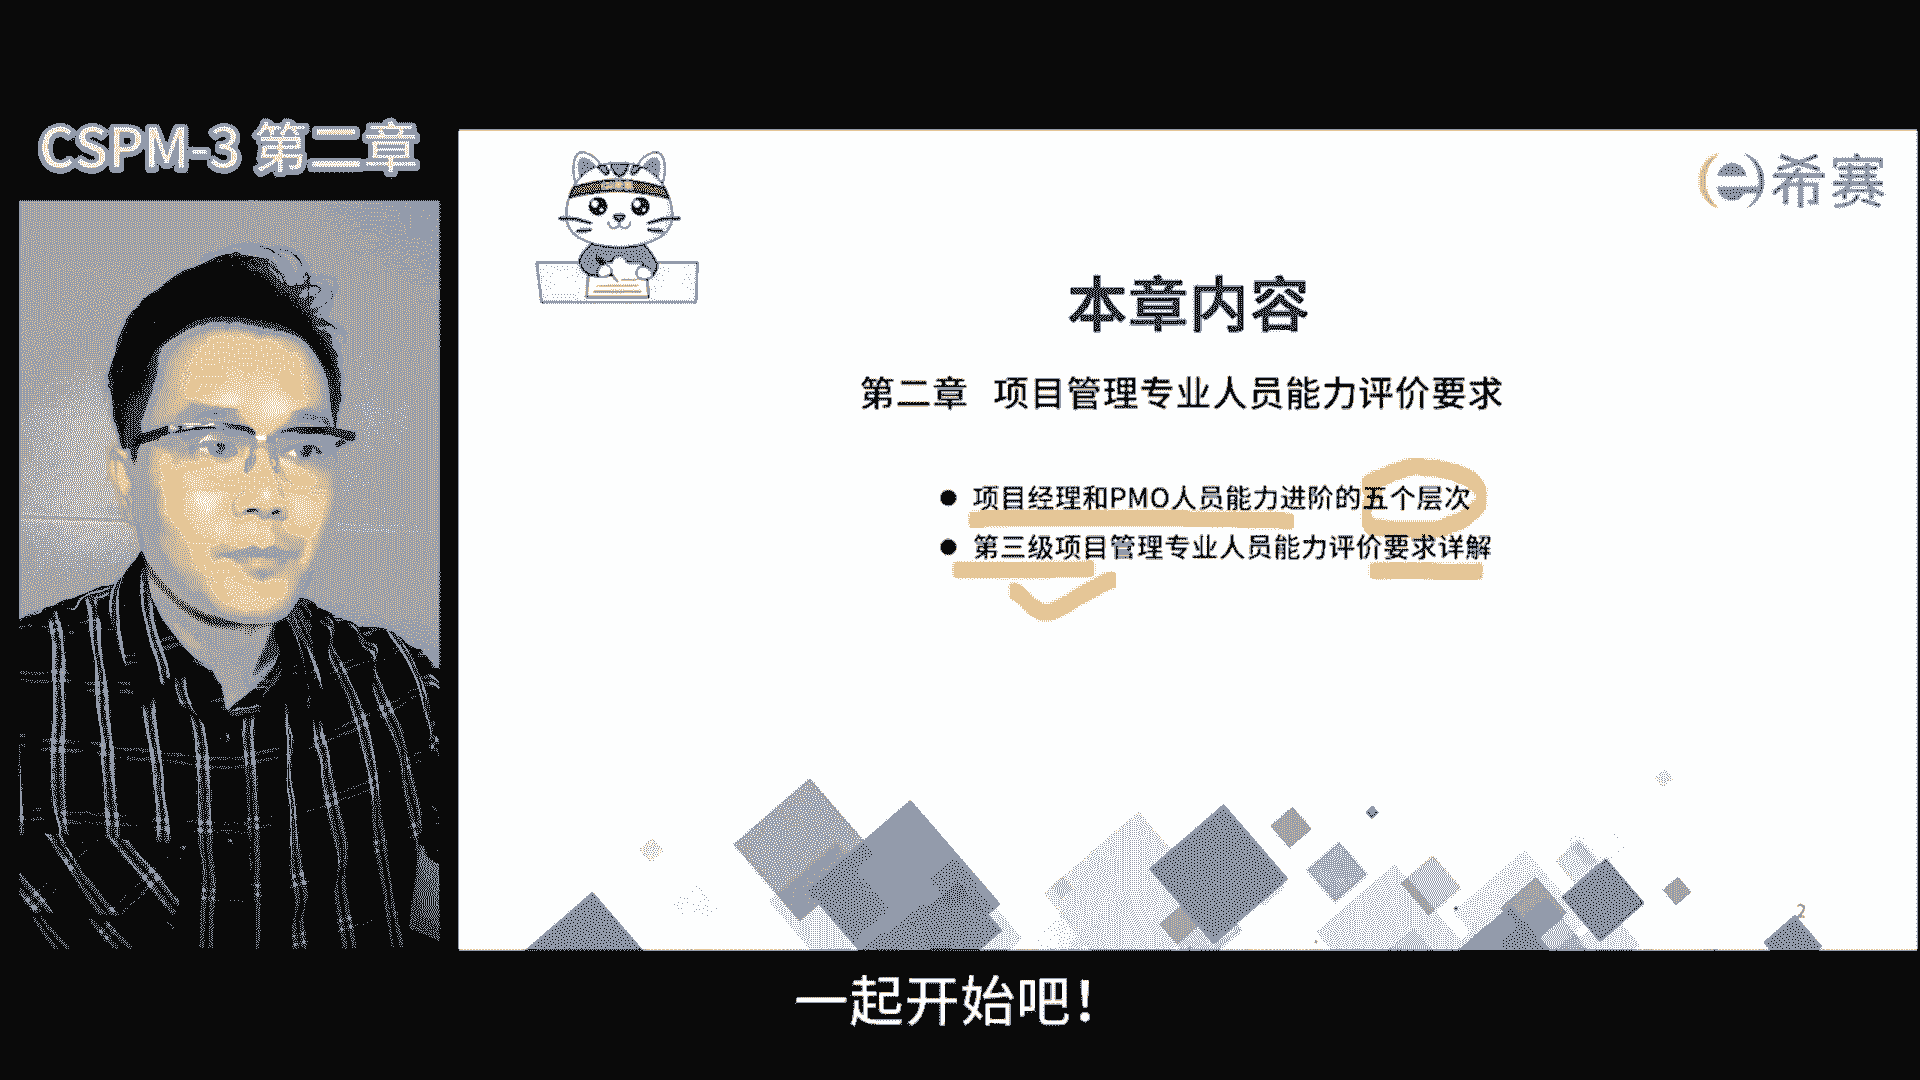 CSPM-3 第二章
希赛
本章内容
第二章 项目管理专业人员能力评价要求
● 项目经理和PMO人员能力进阶的五个层次
● 第三级项目管理专业人员能力评价要求详解
2
一起开始吧！